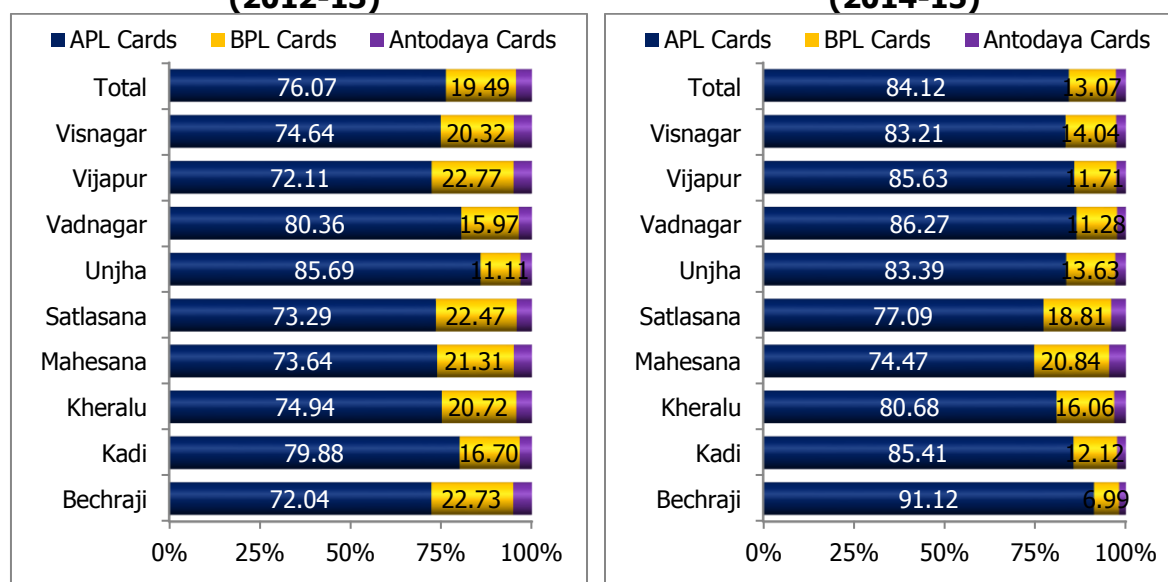 (2012-13)
APL Cards BPL Cards Antodaya Cards
Total 76.07 19.49
Visnagar 74.64 20.32
Vijapur 72.11 22.77
Vadnagar 80.36 15.97
Unjha 85.69 11.11
Satlasana 73.29 22.47
Mahesana 73.64 21.31
Kheralu 74.94 20.72
Kadi 79.88 16.70
Bechraji 72.04 22.73
0% 25% 50% 75% 100%
(2014-15)
APL Cards BPL Cards Antodaya Cards
Total 84.12 13.07
Visnagar 83.21 14.04
Vijapur 85.63 11.71
Vadnagar 86.27 11.28
Unjha 83.39 13.63
Satlasana 77.09 18.81
Mahesana 74.47 20.84
Kheralu 80.68 16.06
Kadi 85.41 12.12
Bechraji 91.12 6.99
0% 25% 50% 75% 100%